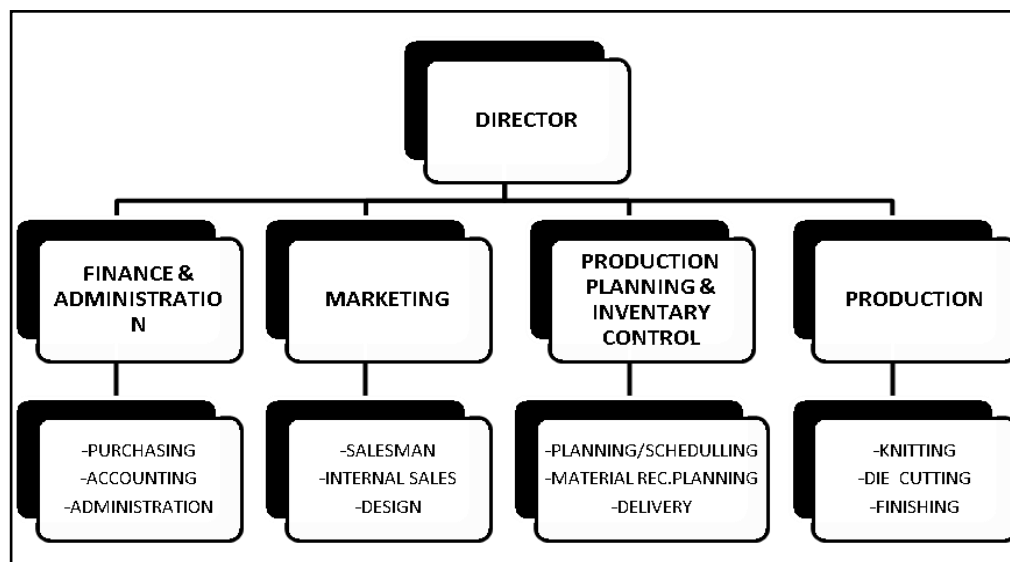 DIRECTOR
FINANCE &
ADMINISTRATIO
N
MARKETING
PRODUCTION
PLANNING &
INVENTARY
CONTROL
PRODUCTION
-PURCHASING
-ACCOUNTING
-ADMINISTRATION
-SALESMAN
-INTERNAL SALES
-DESIGN
-PLANNING/SCHEDULLING
-MATERIAL REC.PLANNING
-DELIVERY
-KNITTING
-DIE CUTTING
-FINISHING